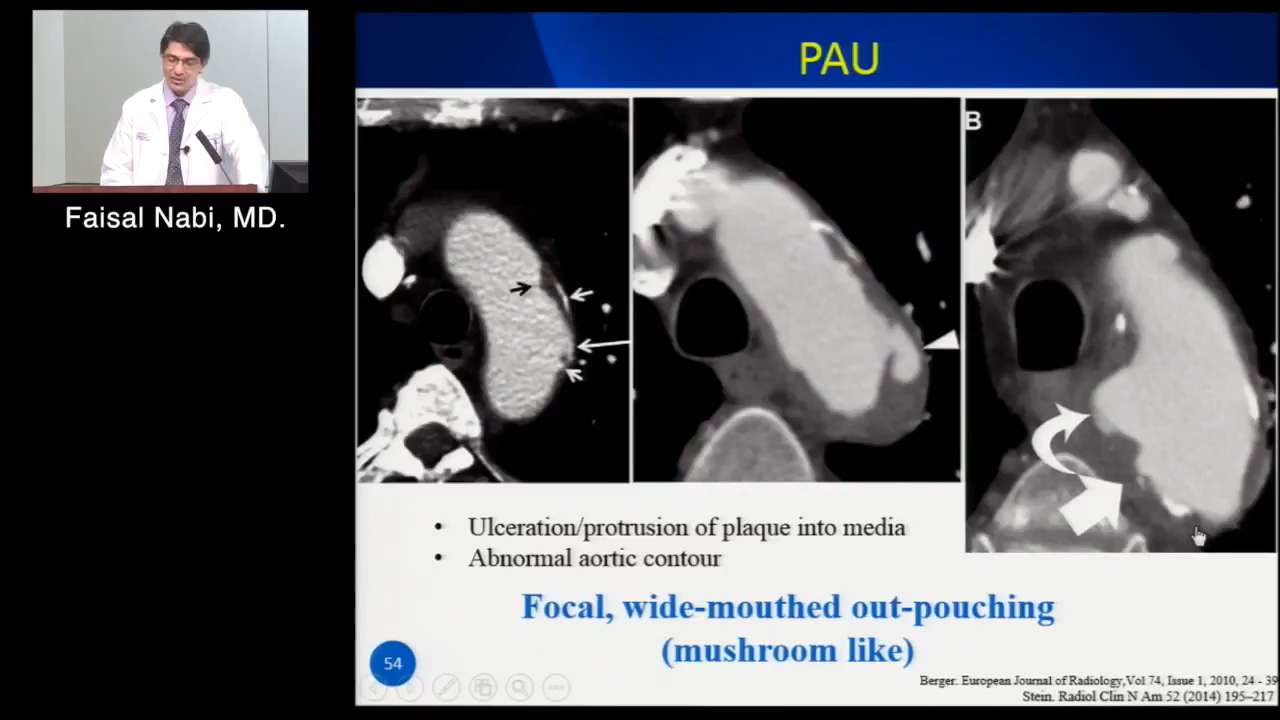 PAU
B
Faisal Nabi, MD.
• Ulceration/protrusion of plaque into media
• Abnormal aortic contour
Focal, wide-mouthed out-pouching
(mushroom like)
54
Berger. European Journal of Radiology,Vol 74, Issue 1, 2010, 24 - 39
Stein. Radiol Clin N Am 52 (2014) 195–217